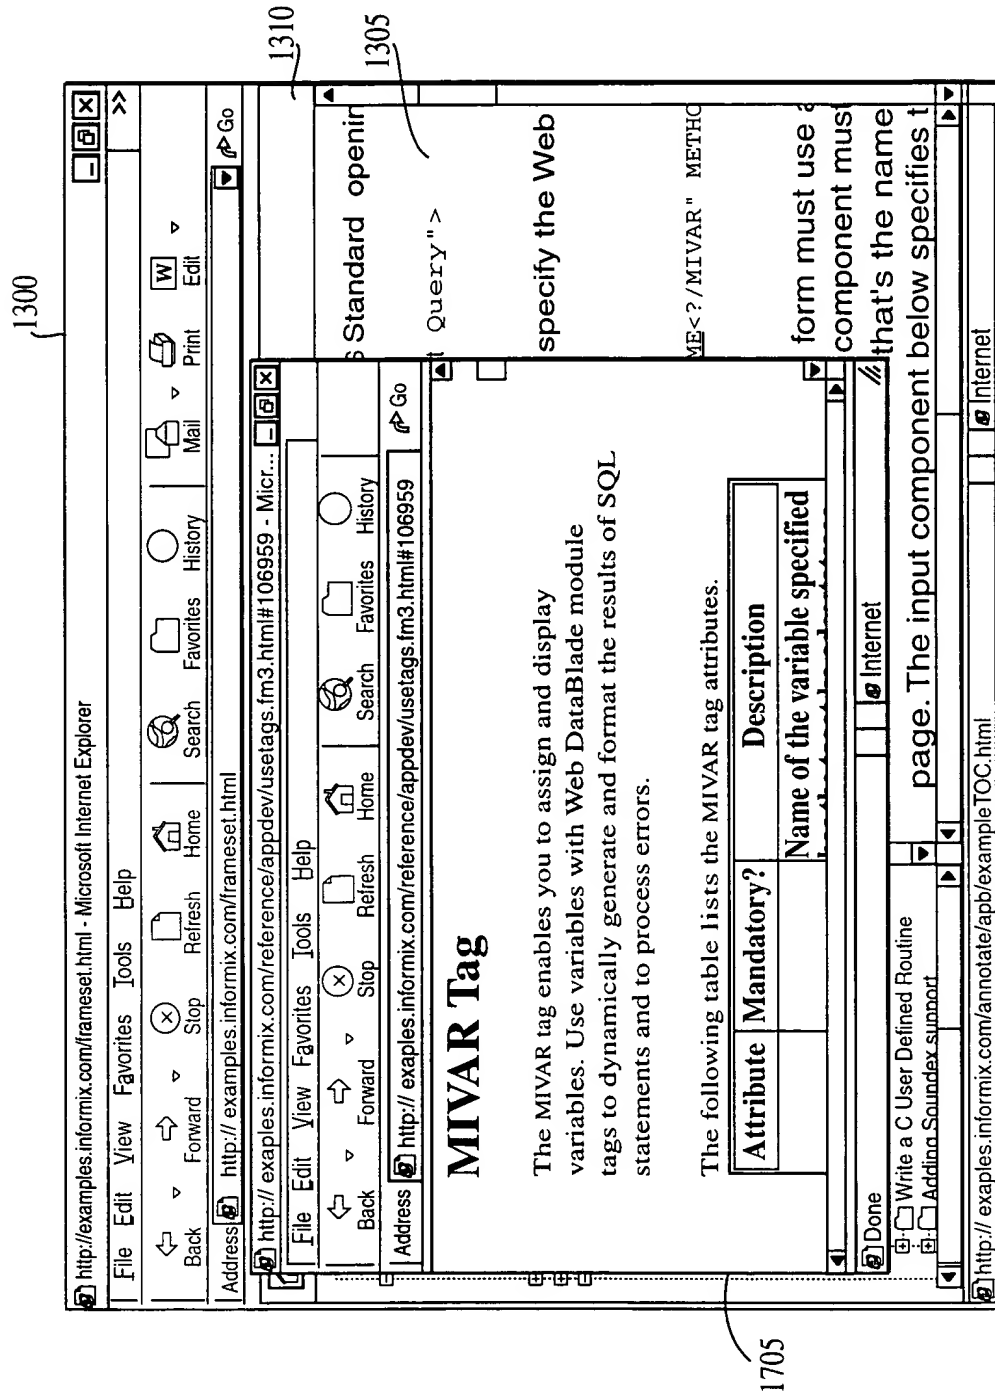 1300
http://examples.informix.com/frameset.html - Microsoft Internet Explorer
File Edit View Favorites Tools Help >>
Back Forward Stop Refresh Home Search Favorites History Mail Print Edit
Address http:// examples.informix.com/frameset.html Go
1310
1305
s Standard openin
t Query">
specify the Web
ME<?/MIVAR" METHO
form must use a
component must
that's the name
page. The input component below specifies t
http:// exaples.informix.com/reference/appdev/usetags.fm3.html#106959 - Micr...
File Edit View Favorites Tools Help
Back Forward Stop Refresh Home Search Favorites History
Address http:// exaples.informix.com/reference/appdev/usetags.fm3.html#106959 Go
MIVAR Tag
The MIVAR tag enables you to assign and display
variables. Use variables with Web DataBlade module
tags to dynamically generate and format the results of SQL
statements and to process errors.
The following table lists the MIVAR tag attributes.
Attribute Mandatory? Description
Name of the variable specified
Done Internet
1705
Write a C User Defined Routine
Adding Soundex support
http:// exaples.informix.com/annotate/apb/exampleTOC.html Internet